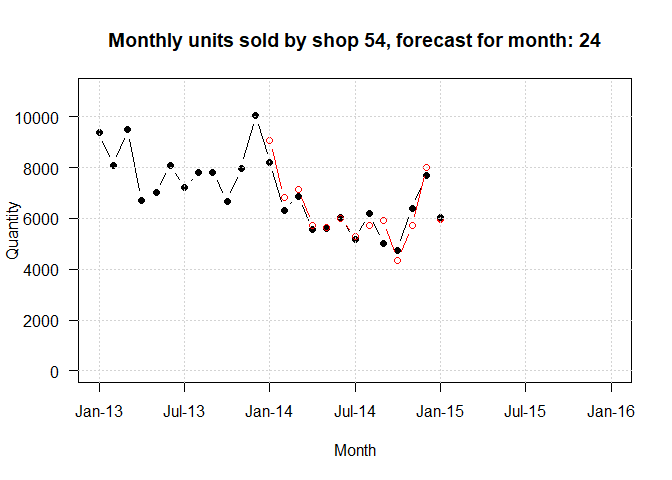 Monthly units sold by shop 54, forecast for month: 24
Quantity
10000
8000
6000
4000
2000
0
Jan-13 Jul-13 Jan-14 Jul-14 Jan-15 Jul-15 Jan-16
Month